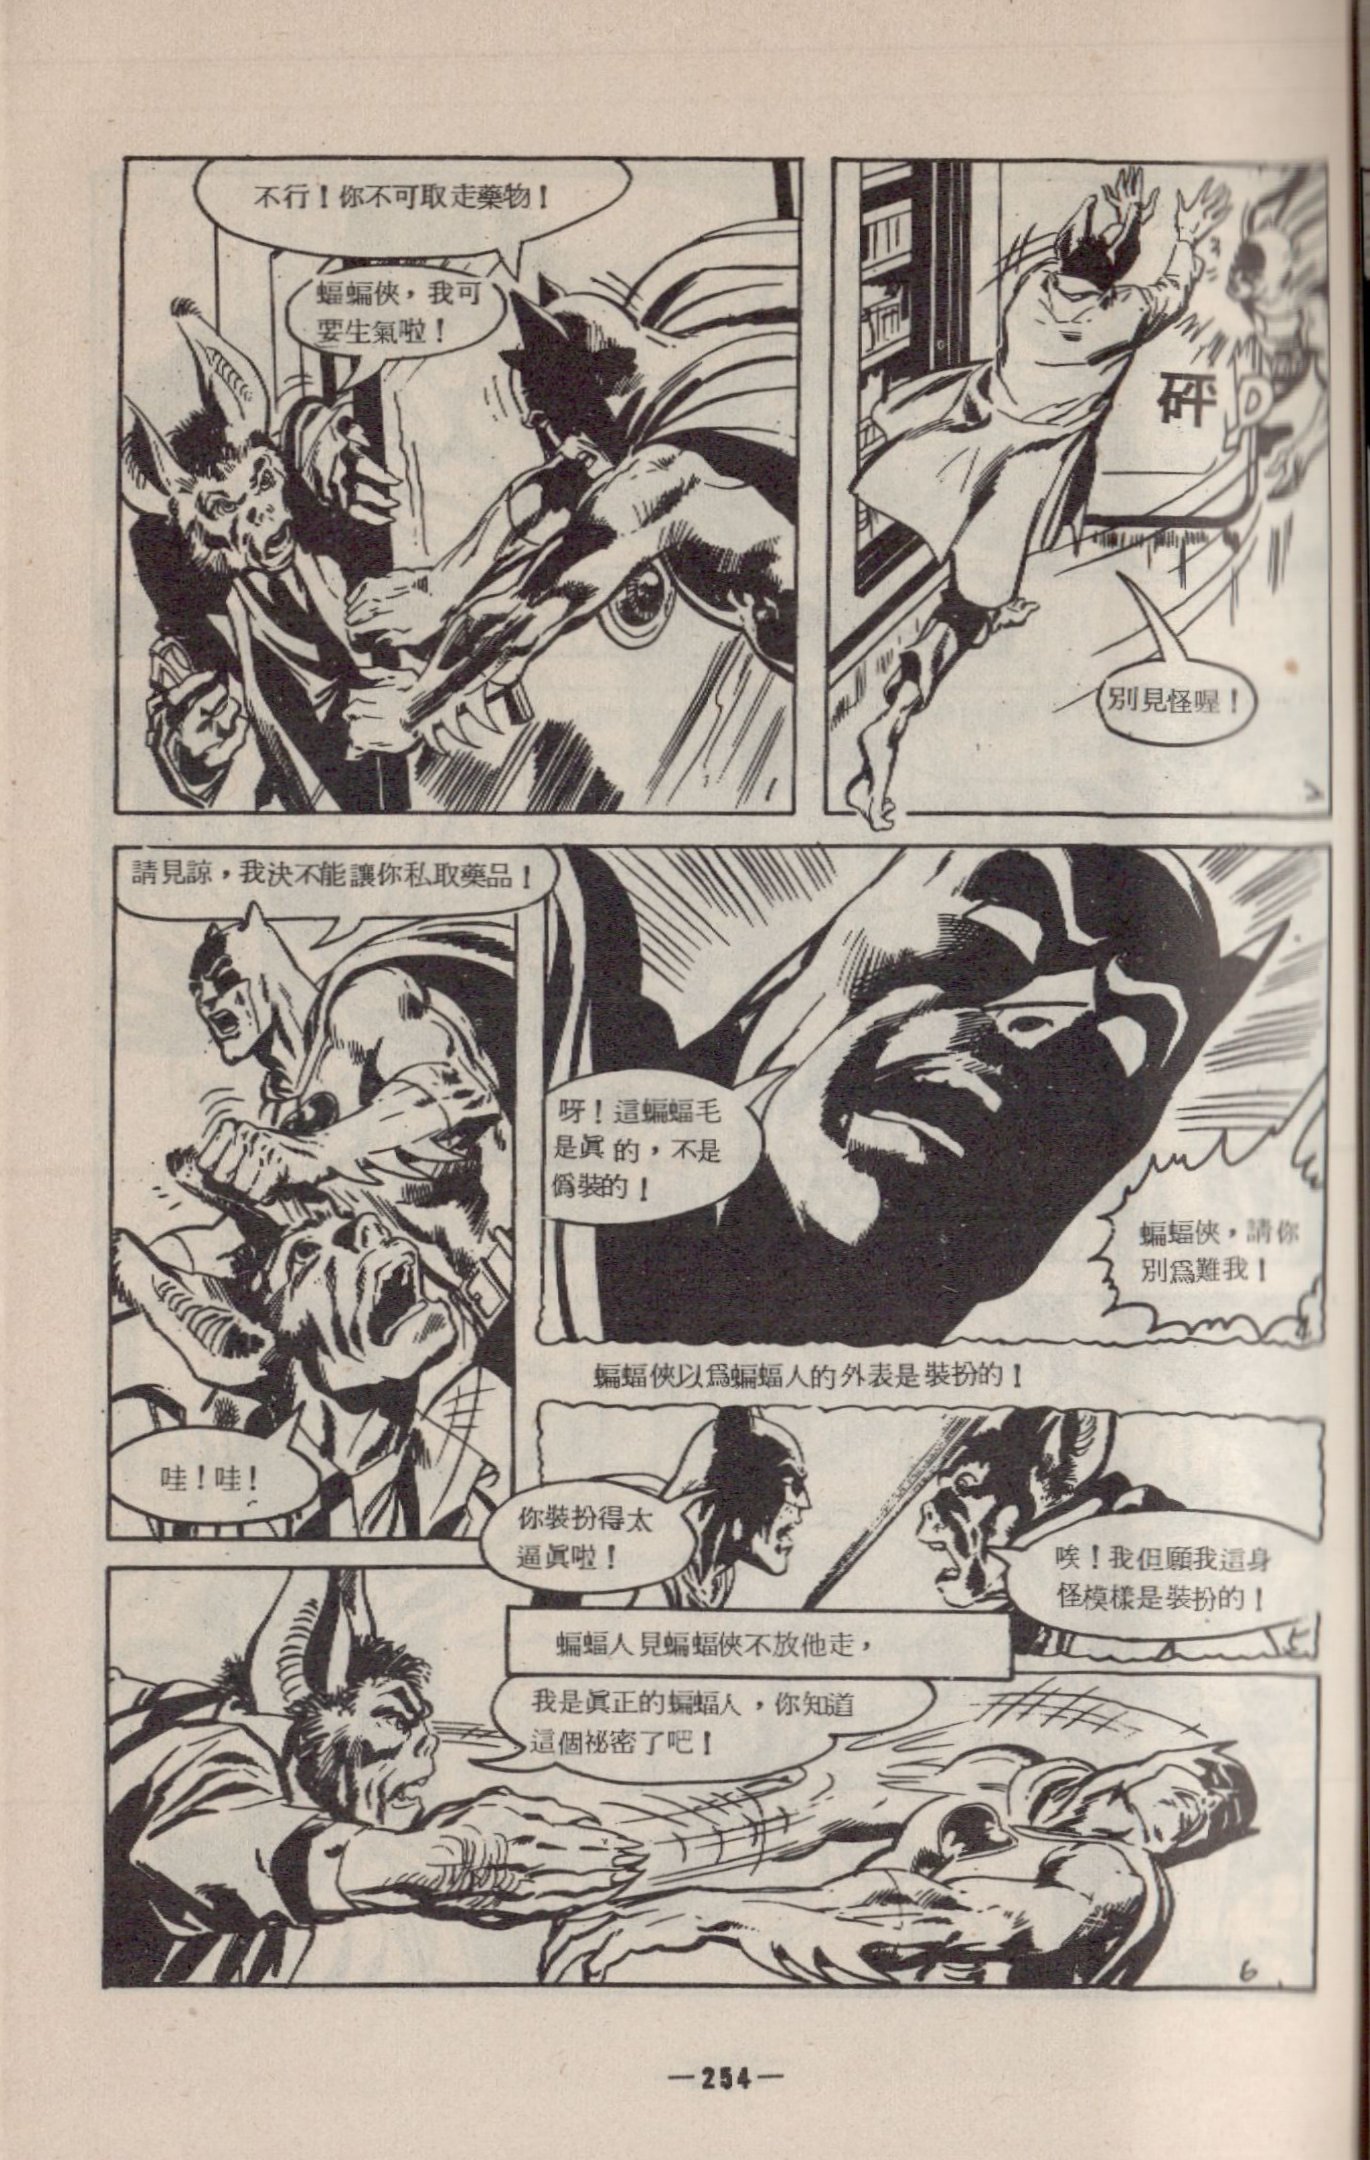 不行！你不可取走藥物！
蝙蝠俠，我可
要生氣啦！
砰
別見怪喔！
2
請見諒，我決不能讓你私取藥品！
哇！哇！
呀！這蝙蝠毛
是眞的，不是
僞裝的！
蝙蝠俠，請你
別爲難我！
4
蝙蝠俠以爲蝙蝠人的外表是裝扮的！
你裝扮得太
逼眞啦！
唉！我但願我這身
怪模樣是裝扮的！
5
蝙蝠人見蝙蝠俠不放他走，
我是眞正的蝙蝠人，你知道
這個祕密了吧！
6
—254—